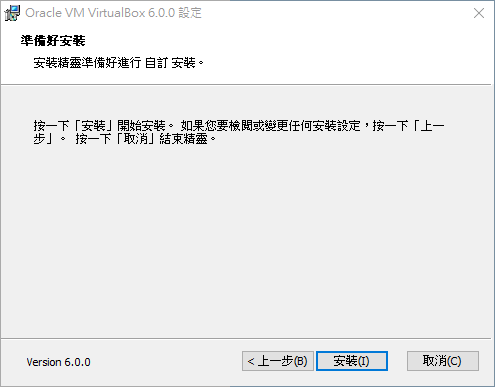 Oracle VM VirtualBox 6.0.0 設定
準備好安裝
安裝精靈準備好進行 自訂 安裝。
按一下「安裝」開始安裝。 如果您要檢閱或變更任何安裝設定，按一下「上一
步」。 按一下「取消」結束精靈。
Version 6.0.0
< 上一步(B)
安裝(I)
取消(C)